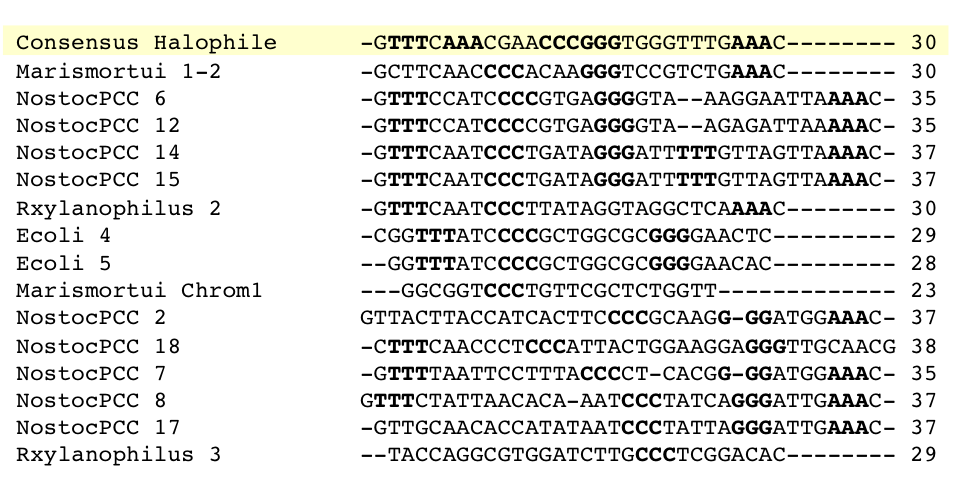 Consensus Halophile -GTTTCAAACGAACCCGGGTGGGTTTGAAAC-------- 30
Marismortui 1-2 -GCTTCAACCCCACAAGGGTCCGTCTGAAAC-------- 30
NostocPCC 6 -GTTTCCATCCCCGTGAGGGGTA--AAGGAATTAAAAC- 35
NostocPCC 12 -GTTTCCATCCCCGTGAGGGGTA--AGAGATTAAAAAC- 35
NostocPCC 14 -GTTTCAATCCCTGATAGGGATTTTTGTTAGTTAAAAC- 37
NostocPCC 15 -GTTTCAATCCCTGATAGGGATTTTTGTTAGTTAAAAC- 37
Rxylanophilus 2 -GTTTCAATCCCTTATAGGTAGGCTCAAAAC-------- 30
Ecoli 4 -CGGTTTATCCCCGCTGGCGCGGGGAACTC--------- 29
Ecoli 5 --GGTTTATCCCCGCTGGCGCGGGGAACAC--------- 28
Marismortui Chrom1 ---GGCGGTCCCTGTTCGCTCTGGTT------------- 23
NostocPCC 2 GTTACTTACCATCACTTCCCCGCAAGG-GGATGGAAAC- 37
NostocPCC 18 -CTTTCAACCCTCCCATTACTGGAAGGAGGGTTGCAACG 38
NostocPCC 7 -GTTTTAATTCCTTTACCCCT-CACGG-GGATGGAAAC- 35
NostocPCC 8 GTTTCTATTAACACA-AATCCCTATCAGGGATTGAAAC- 37
NostocPCC 17 -GTTGCAACACCATATAATCCCTATTAGGGATTGAAAC- 37
Rxylanophilus 3 --TACCAGGCGTGGATCTTGCCCTCGGACAC-------- 29